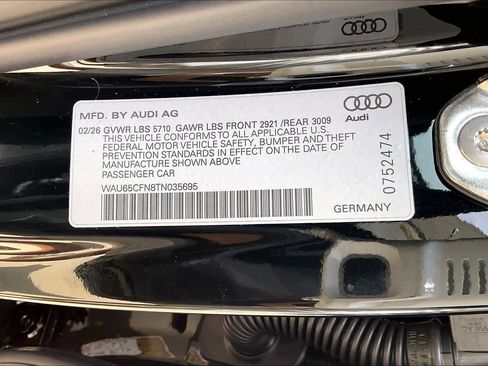 MFD. BY AUDI AG
02/26 GVWR LBS 5710 GAWR LBS FRONT 2921 /REAR 3009
THIS VEHICLE CONFORMS TO ALL APPLICABLE U.S.
FEDERAL MOTOR VEHICLE SAFETY, BUMPER AND THEFT
PREVENTION STANDARDS IN EFFECT ON THE DATE OF
MANUFACTURE SHOWN ABOVE
PASSENGER CAR
WAU65CFN8TN035695
Audi
0752474
GERMANY